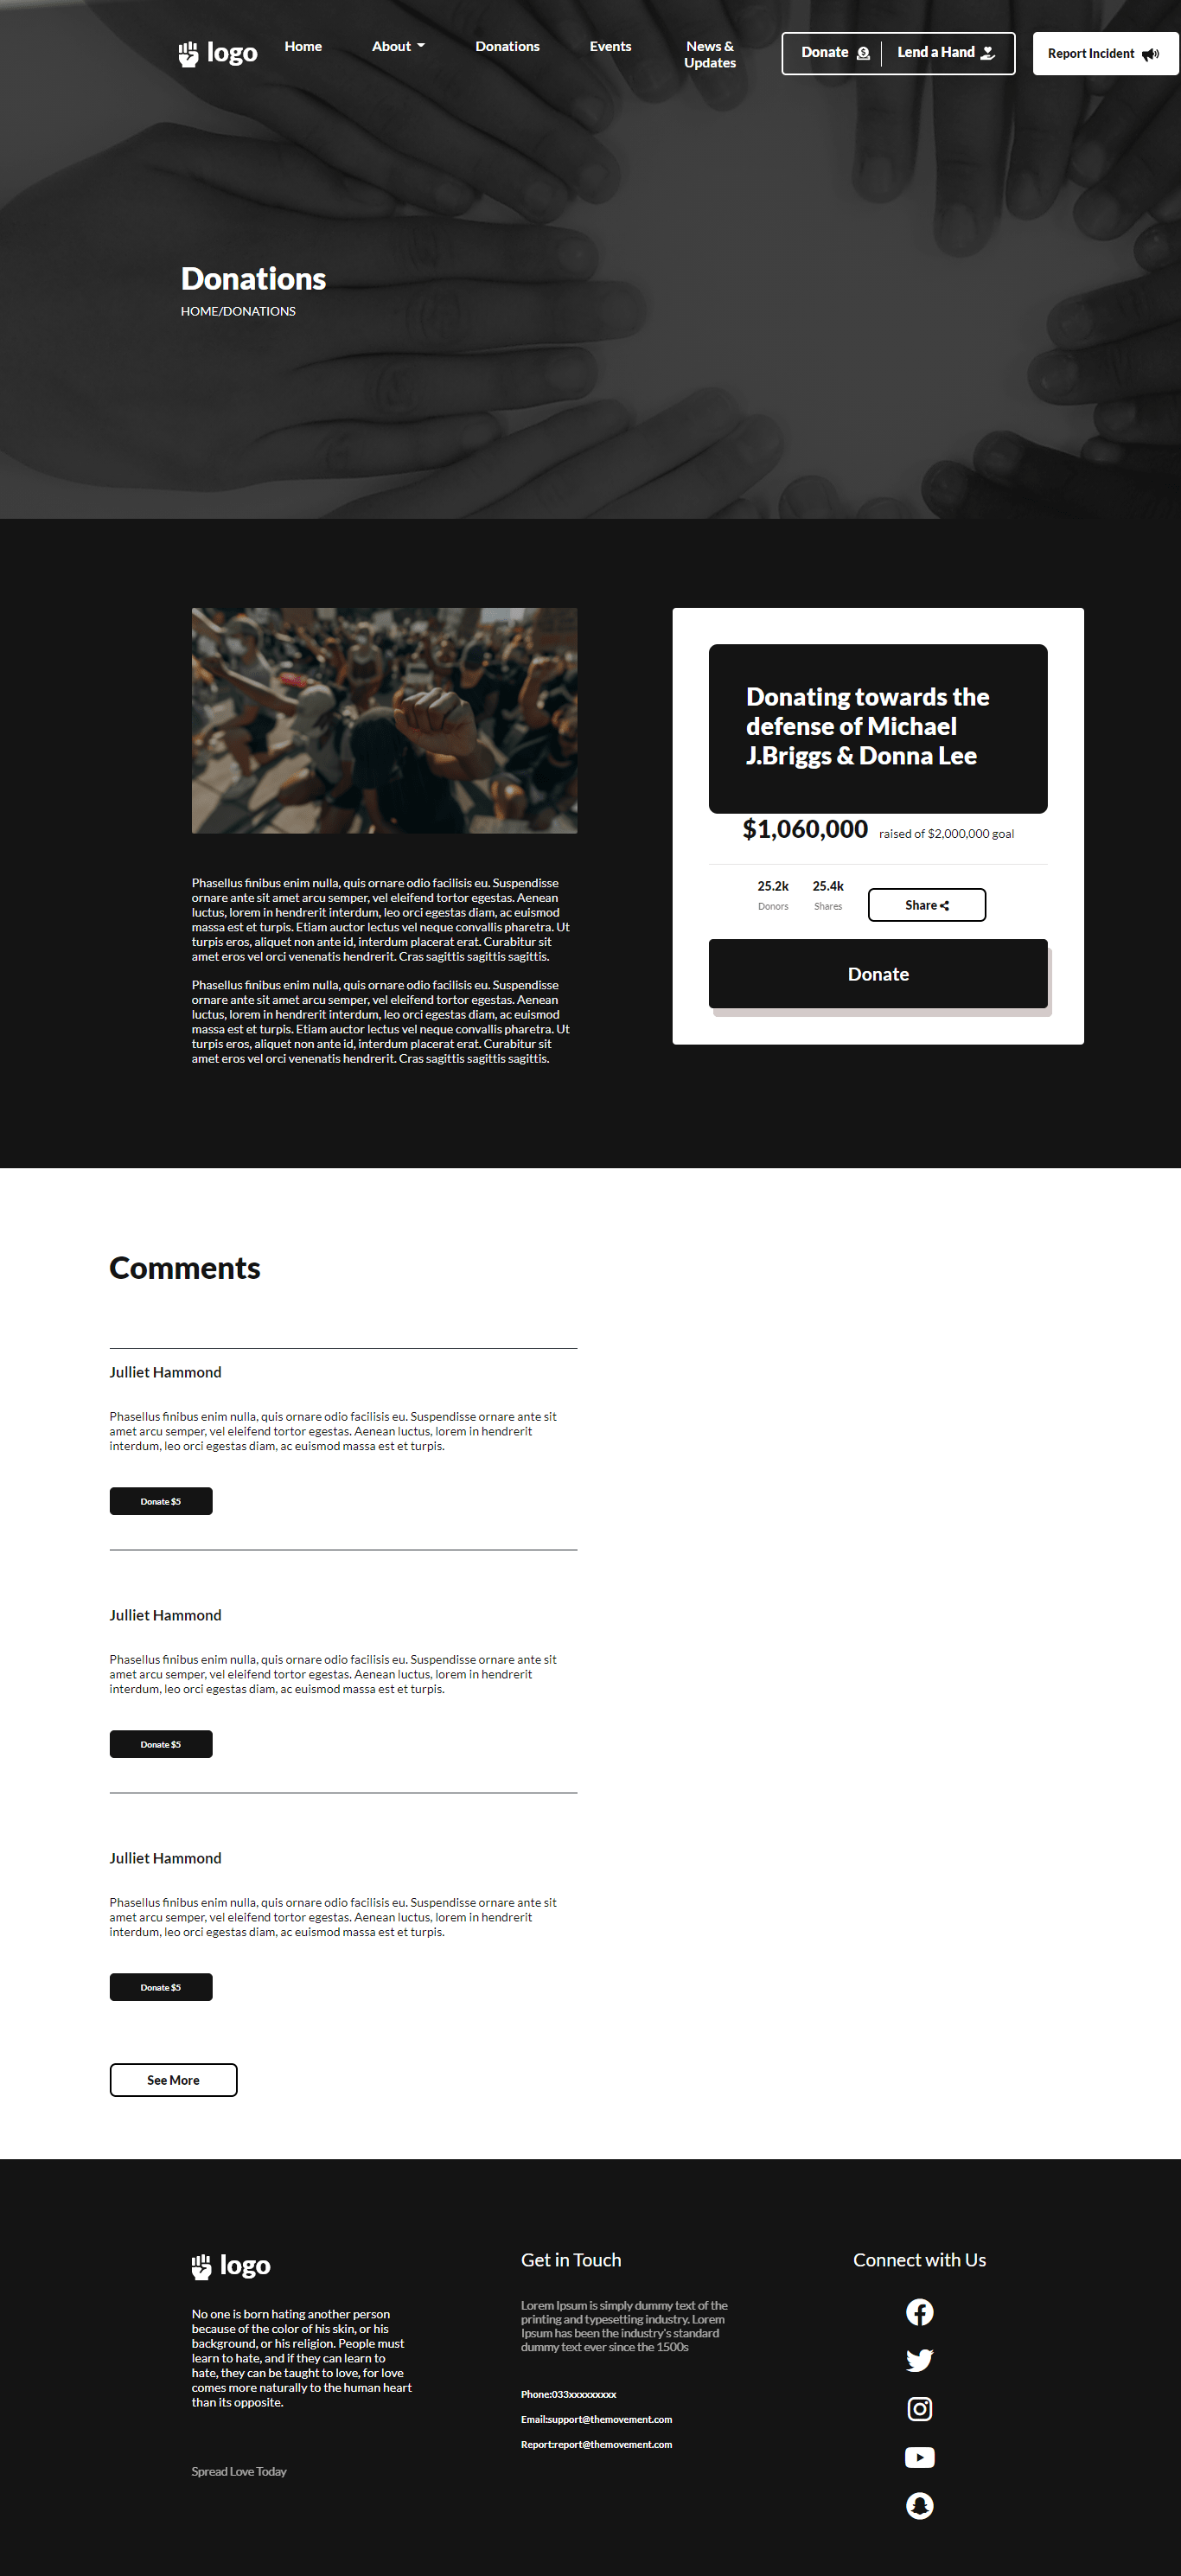 logo
Home
About
Donations
Events
News &
Updates
Donate
Lend a Hand
Report Incident
Donations
HOME/DONATIONS
Donating towards the
defense of Michael
J.Briggs & Donna Lee
$1,060,000 raised of $2,000,000 goal
25.2k
Donors
25.4k
Shares
Share
Donate
Phasellus finibus enim nulla, quis ornare odio facilisis eu. Suspendisse
ornare ante sit amet arcu semper, vel eleifend tortor egestas. Aenean
luctus, lorem in hendrerit interdum, leo orci egestas diam, ac euismod
massa est et turpis. Etiam auctor lectus vel neque convallis pharetra. Ut
turpis eros, aliquet non ante id, interdum placerat erat. Curabitur sit
amet eros vel orci venenatis hendrerit. Cras sagittis sagittis sagittis.
Phasellus finibus enim nulla, quis ornare odio facilisis eu. Suspendisse
ornare ante sit amet arcu semper, vel eleifend tortor egestas. Aenean
luctus, lorem in hendrerit interdum, leo orci egestas diam, ac euismod
massa est et turpis. Etiam auctor lectus vel neque convallis pharetra. Ut
turpis eros, aliquet non ante id, interdum placerat erat. Curabitur sit
amet eros vel orci venenatis hendrerit. Cras sagittis sagittis sagittis.
Comments
Julliet Hammond
Phasellus finibus enim nulla, quis ornare odio facilisis eu. Suspendisse ornare ante sit
amet arcu semper, vel eleifend tortor egestas. Aenean luctus, lorem in hendrerit
interdum, leo orci egestas diam, ac euismod massa est et turpis.
Donate $5
Julliet Hammond
Phasellus finibus enim nulla, quis ornare odio facilisis eu. Suspendisse ornare ante sit
amet arcu semper, vel eleifend tortor egestas. Aenean luctus, lorem in hendrerit
interdum, leo orci egestas diam, ac euismod massa est et turpis.
Donate $5
Julliet Hammond
Phasellus finibus enim nulla, quis ornare odio facilisis eu. Suspendisse ornare ante sit
amet arcu semper, vel eleifend tortor egestas. Aenean luctus, lorem in hendrerit
interdum, leo orci egestas diam, ac euismod massa est et turpis.
Donate $5
See More
logo
No one is born hating another person
because of the color of his skin, or his
background, or his religion. People must
learn to hate, and if they can learn to
hate, they can be taught to love, for love
comes more naturally to the human heart
than its opposite.
Spread Love Today
Get in Touch
Lorem Ipsum is simply dummy text of the
printing and typesetting industry. Lorem
Ipsum has been the industry's standard
dummy text ever since the 1500s
Phone:033xxxxxxxxx
Email:support@themovement.com
Report:report@themovement.com
Connect with Us